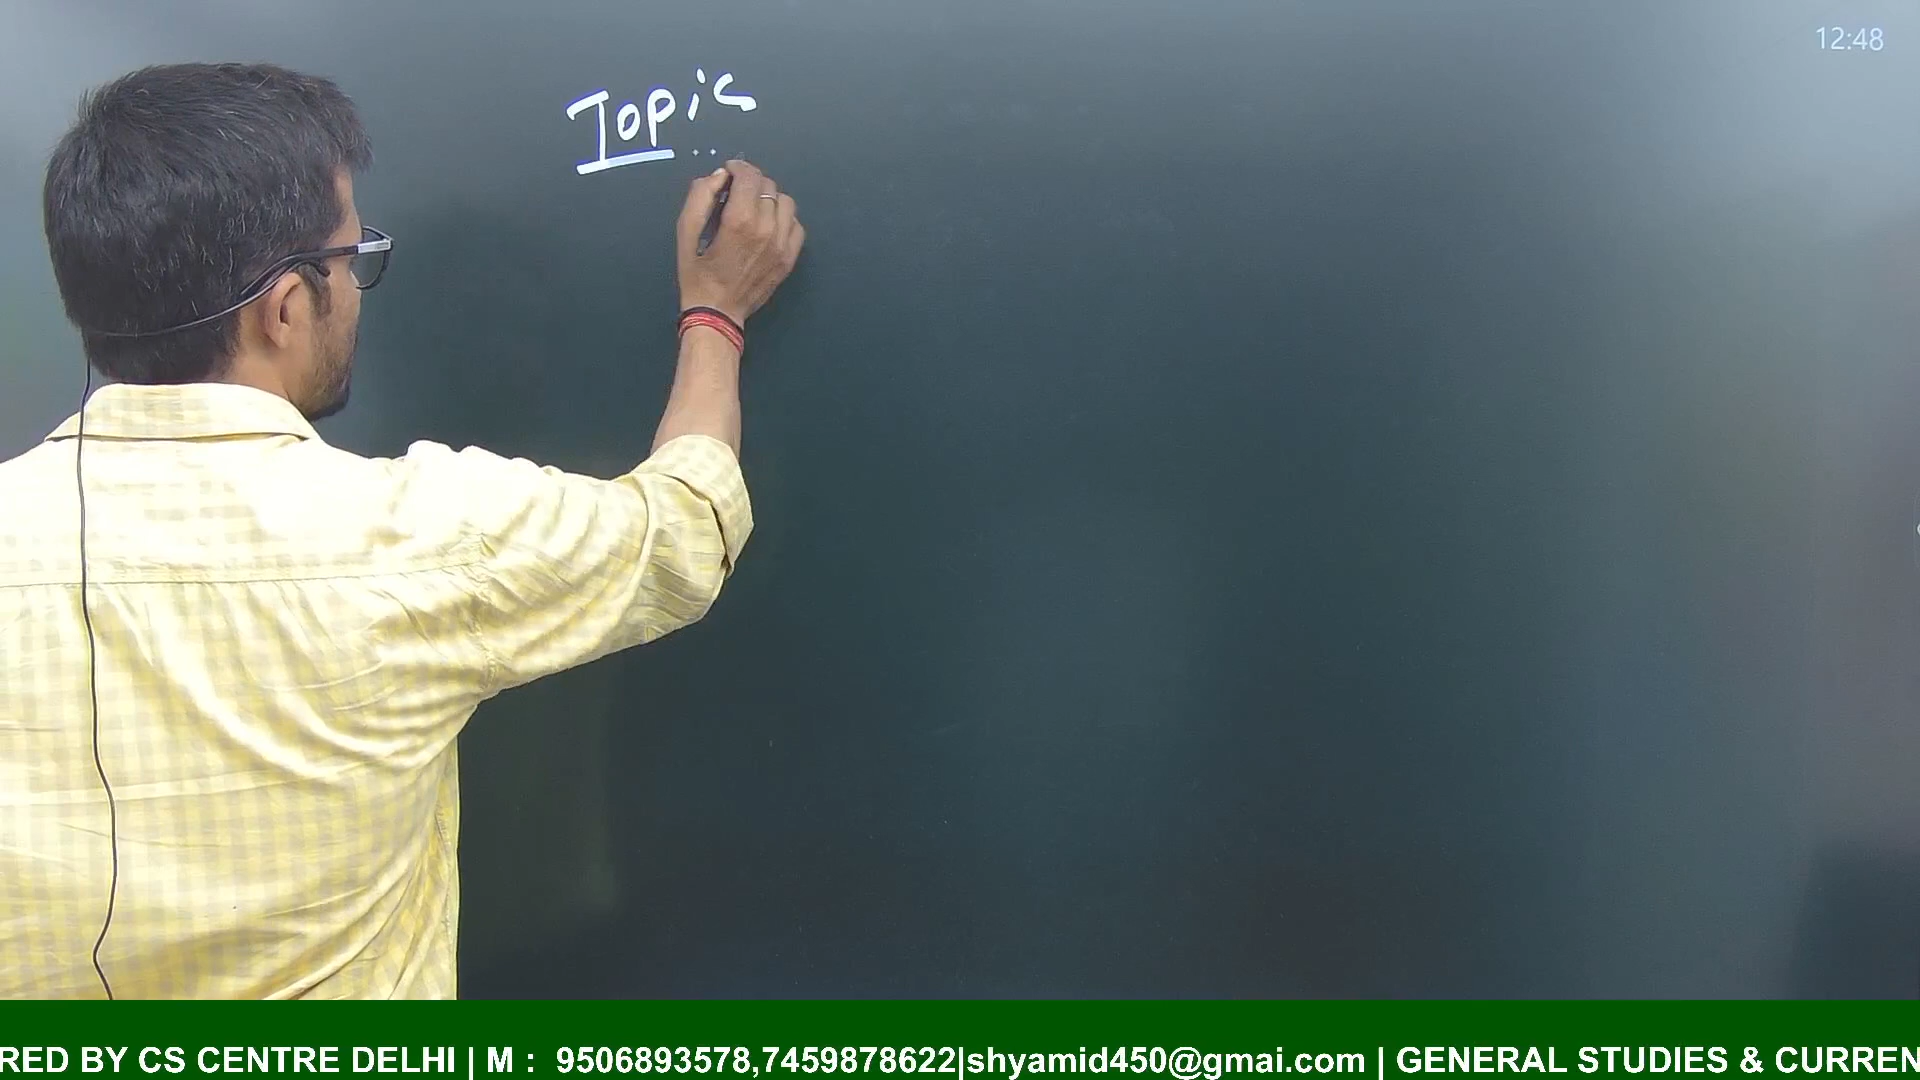 12:48
Topic
RED BY CS CENTRE DELHI | M : 9506893578,7459878622|shyamid450@gmai.com | GENERAL STUDIES & CURREN